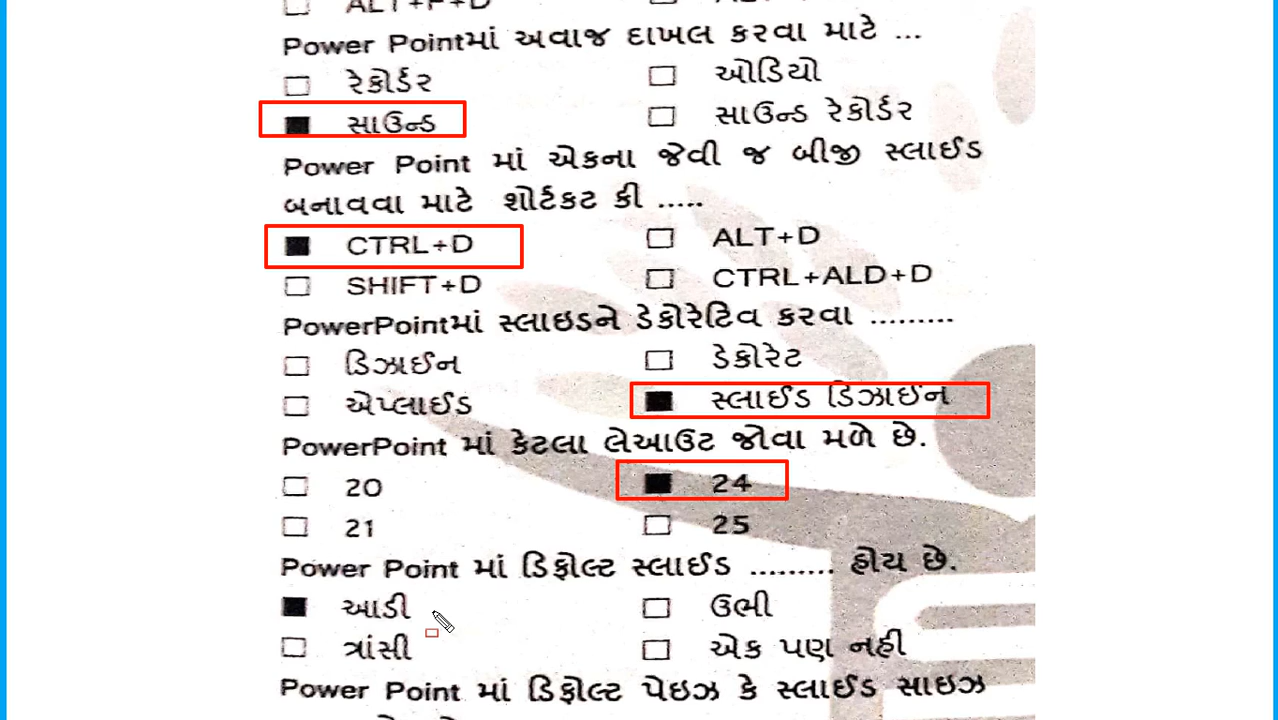 ALT+F+D
Power Pointમાં અવાજ દાખલ કરવા માટે ...
રેકોર્ડર ઓડિયો
સાઉન્ડ સાઉન્ડ રેકોર્ડર
Power Point માં એકના જેવી જ બીજી સ્લાઈડ
બનાવવા માટે શોર્ટકટ કી .....
CTRL+D ALT+D
SHIFT+D CTRL+ALD+D
PowerPointમાં સ્લાઇડને ડેકોરેટિવ કરવા .........
ડિઝાઈન ડેકોરેટ
એપ્લાઈડ સ્લાઈડ ડિઝાઈન
PowerPoint માં કેટલા લેઆઉટ જોવા મળે છે.
20 24
21 25
Power Point માં ડિફોલ્ટ સ્લાઈડ ......... હોય છે.
આડી ઉભી
ત્રાંસી એક પણ નહી
Power Point માં ડિફોલ્ટ પેઇઝ કે સ્લાઈડ સાઇઝ